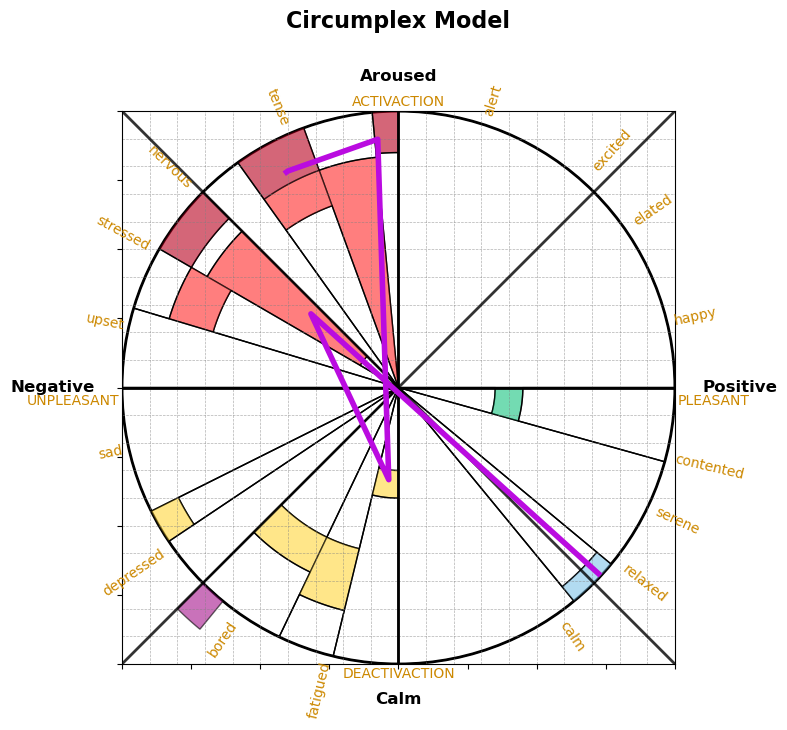 Circumplex Model
Aroused
ACTIVACTION
tense
alert
nervous
excited
stressed
elated
upset
happy
Negative
Positive
UNPLEASANT
PLEASANT
sad
contented
serene
depressed
relaxed
bored
calm
fatigued
DEACTIVACTION
Calm